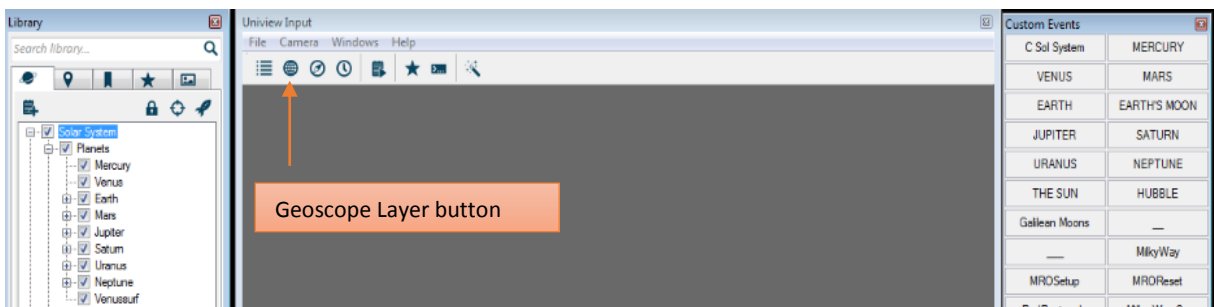 Library
Search library...
Solar System
Planets
Mercury
Venus
Earth
Mars
Jupiter
Saturn
Uranus
Neptune
Venussurf
Uniview Input
File Camera Windows Help
Geoscope Layer button
Custom Events
C Sol System MERCURY
VENUS MARS
EARTH EARTH'S MOON
JUPITER SATURN
URANUS NEPTUNE
THE SUN HUBBLE
Galilean Moons __
___ MilkyWay
MROSetup MROReset